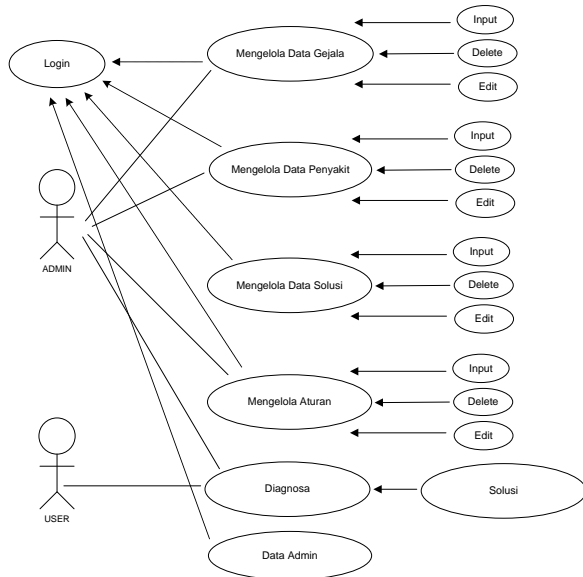 Input
Mengelola Data Gejala
Delete
Login
Edit
Input
Mengelola Data Penyakit
Delete
Edit
ADMIN
Input
Mengelola Data Solusi
Delete
Edit
Input
Mengelola Aturan
Delete
Edit
Diagnosa
Solusi
USER
Data Admin